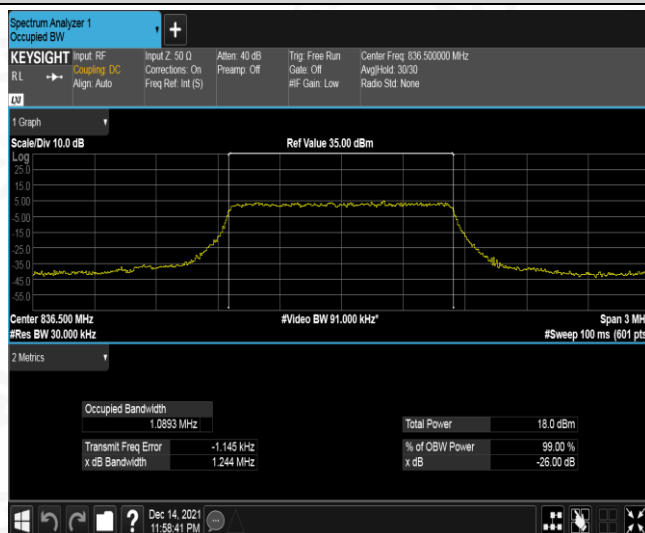 Spectrum Analyzer 1
Occupied BW
+
KEYSIGHT
RL
LXI
Input: RF
Coupling: DC
Align: Auto
Input Z: 50 Ω
Corrections: On
Freq Ref: Int (S)
Atten: 40 dB
Preamp: Off
Trig: Free Run
Gate: Off
#IF Gain: Low
Center Freq: 836.500000 MHz
Avg|Hold: 30/30
Radio Std: None
1 Graph
Scale/Div 10.0 dB
Ref Value 35.00 dBm
Log
25.0
15.0
5.00
-5.00
-15.0
-25.0
-35.0
-45.0
-55.0
Center 836.500 MHz
#Video BW 91.000 kHz*
Span 3 MH
#Res BW 30.000 kHz
#Sweep 100 ms (601 pts
2 Metrics
Occupied Bandwidth
1.0893 MHz
Total Power 18.0 dBm
Transmit Freq Error -1.145 kHz
% of OBW Power 99.00 %
x dB Bandwidth 1.244 MHz
x dB -26.00 dB
?
Dec 14, 2021
11:58:41 PM